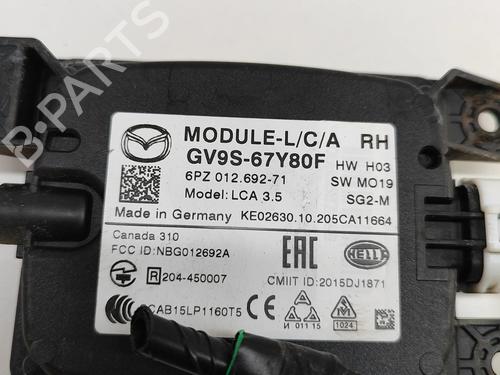 MODULE-L/C/A RH
GV9S-67Y80F HW H03
6PZ 012.692-71 SW MO19
Model: LCA 3.5 SG2-M
Made in Germany KE02630.10.205CA11664
Canada 310
FCC ID: NBG012692A
EAC
HELLA
R 204-450007
CMIIT ID: 2015DJ1871
CAB15LP1160T5
CE
И 011 15
M
1024
B-PARTS